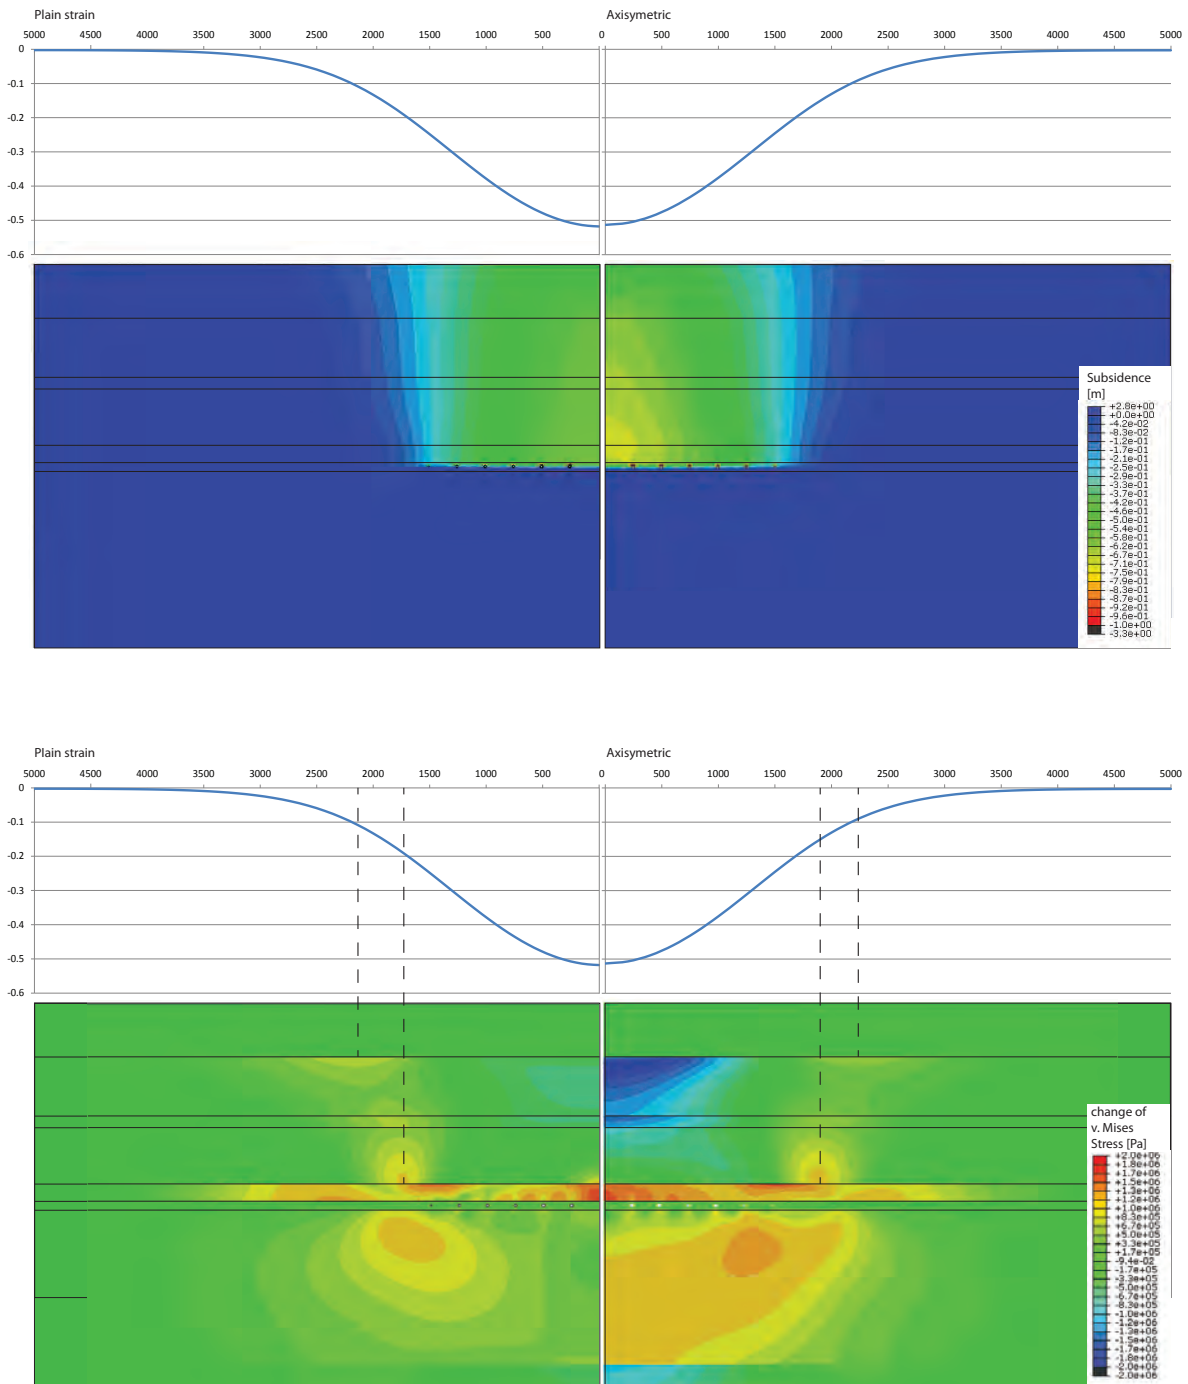 Plain strain
Axisymetric
5000 4500 4000 3500 3000 2500 2000 1500 1000 500 0 500 1000 1500 2000 2500 3000 3500 4000 4500 5000
0
-0.1
-0.2
-0.3
-0.4
-0.5
-0.6
Subsidence
[m]
+2.8e+00
+0.0e+00
-4.2e-02
-8.3e-02
-1.2e-01
-1.7e-01
-2.1e-01
-2.5e-01
-2.9e-01
-3.3e-01
-3.7e-01
-4.2e-01
-4.6e-01
-5.0e-01
-5.4e-01
-5.8e-01
-6.2e-01
-6.7e-01
-7.1e-01
-7.5e-01
-7.9e-01
-8.3e-01
-8.7e-01
-9.2e-01
-9.6e-01
-1.0e+00
-3.3e+00
Plain strain
Axisymetric
5000 4500 4000 3500 3000 2500 2000 1500 1000 500 0 500 1000 1500 2000 2500 3000 3500 4000 4500 5000
0
-0.1
-0.2
-0.3
-0.4
-0.5
-0.6
change of
v. Mises
Stress [Pa]
+2.0e+06
+1.8e+06
+1.7e+06
+1.5e+06
+1.3e+06
+1.2e+06
+1.0e+06
+8.3e+05
+6.7e+05
+5.0e+05
+3.3e+05
+1.7e+05
-9.4e-02
-1.7e+05
-3.3e+05
-5.0e+05
-6.7e+05
-8.3e+05
-1.0e+06
-1.2e+06
-1.3e+06
-1.5e+06
-1.7e+06
-1.8e+06
-2.0e+06
-2.0e+06